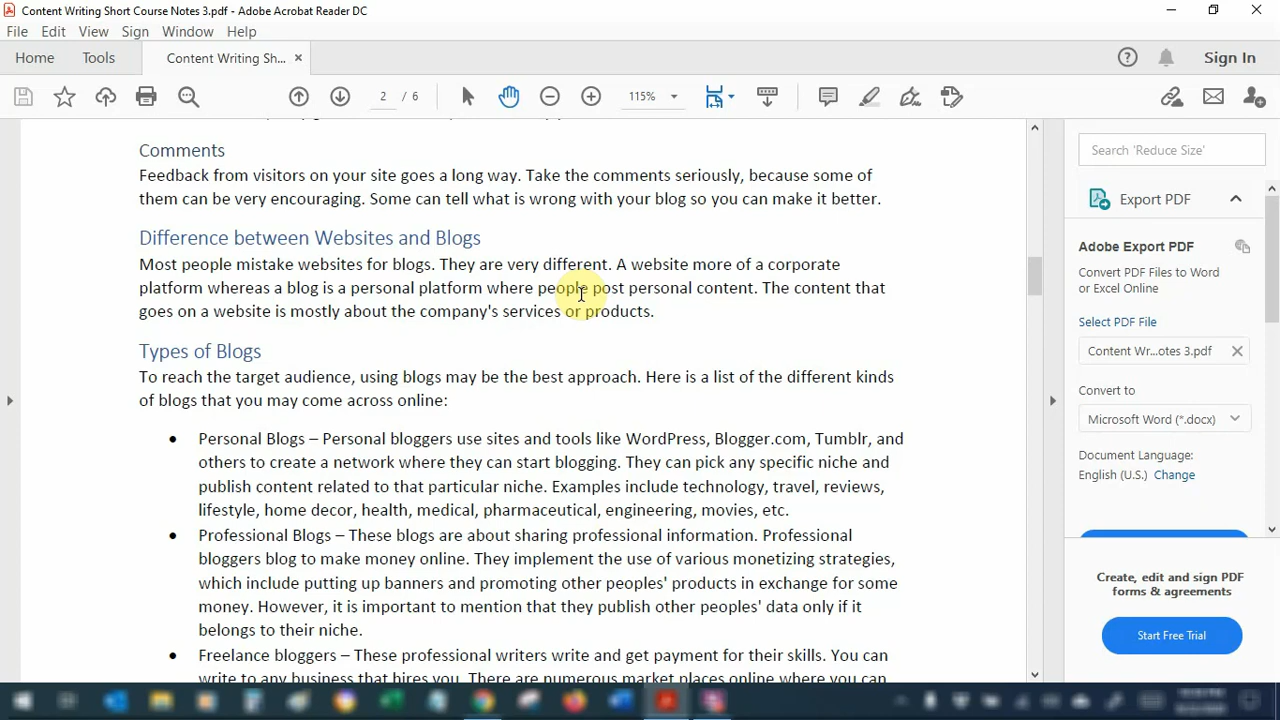 Content Writing Short Course Notes 3.pdf - Adobe Acrobat Reader DC
File Edit View Sign Window Help
Home Tools Content Writing Sh... × Sign In
2 / 6 115%
Comments
Feedback from visitors on your site goes a long way. Take the comments seriously, because some of
them can be very encouraging. Some can tell what is wrong with your blog so you can make it better.
Difference between Websites and Blogs
Most people mistake websites for blogs. They are very different. A website more of a corporate
platform whereas a blog is a personal platform where people post personal content. The content that
goes on a website is mostly about the company's services or products.
Types of Blogs
To reach the target audience, using blogs may be the best approach. Here is a list of the different kinds
of blogs that you may come across online:
• Personal Blogs – Personal bloggers use sites and tools like WordPress, Blogger.com, Tumblr, and
others to create a network where they can start blogging. They can pick any specific niche and
publish content related to that particular niche. Examples include technology, travel, reviews,
lifestyle, home decor, health, medical, pharmaceutical, engineering, movies, etc.
• Professional Blogs – These blogs are about sharing professional information. Professional
bloggers blog to make money online. They implement the use of various monetizing strategies,
which include putting up banners and promoting other peoples' products in exchange for some
money. However, it is important to mention that they publish other peoples' data only if it
belongs to their niche.
• Freelance bloggers – These professional writers write and get payment for their skills. You can
write to any business that hires you. There are numerous market places online where you can
Search 'Reduce Size'
Export PDF
Adobe Export PDF
Convert PDF Files to Word
or Excel Online
Select PDF File
Content Wr...otes 3.pdf
Convert to
Microsoft Word (*.docx)
Document Language:
English (U.S.) Change
Create, edit and sign PDF
forms & agreements
Start Free Trial